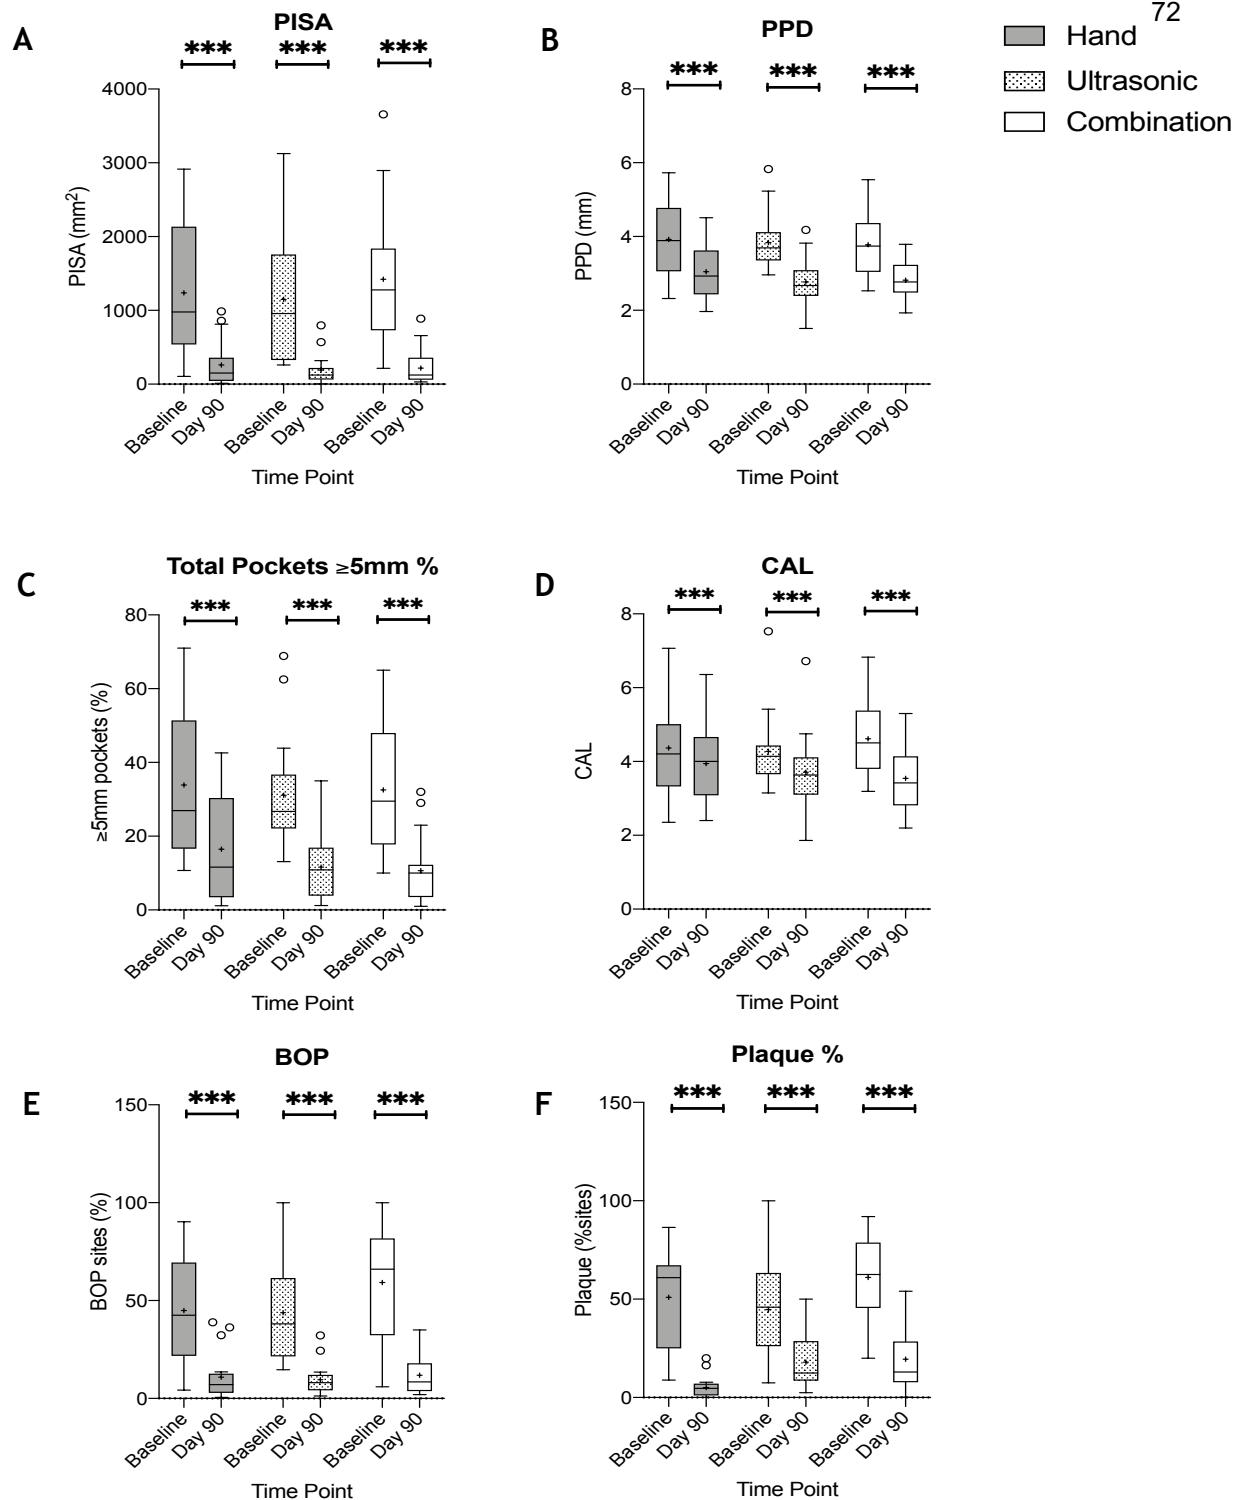 72
Hand
Ultrasonic
Combination
A
PISA
*** *** ***
4000
3000
2000
1000
0
PISA (mm2)
Baseline Day 90 Baseline Day 90 Baseline Day 90
Time Point
B
PPD
*** *** ***
8
6
4
2
0
PPD (mm)
Baseline Day 90 Baseline Day 90 Baseline Day 90
Time Point
C
Total Pockets ≥5mm %
*** *** ***
80
60
40
20
0
≥5mm pockets (%)
Baseline Day 90 Baseline Day 90 Baseline Day 90
Time Point
D
CAL
*** *** ***
8
6
4
2
0
CAL
Baseline Day 90 Baseline Day 90 Baseline Day 90
Time Point
E
BOP
*** *** ***
150
100
50
0
BOP sites (%)
Baseline Day 90 Baseline Day 90 Baseline Day 90
Time Point
F
Plaque %
*** *** ***
150
100
50
0
Plaque (%sites)
Baseline Day 90 Baseline Day 90 Baseline Day 90
Time Point